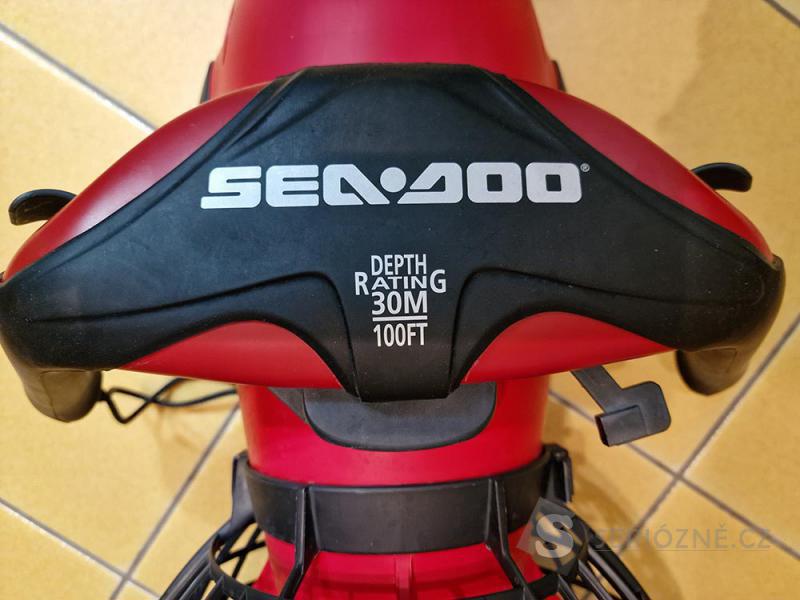 SEA•DOO®
DEPTH
RATING
30M
100FT
S SERIÓZNĚ.CZ